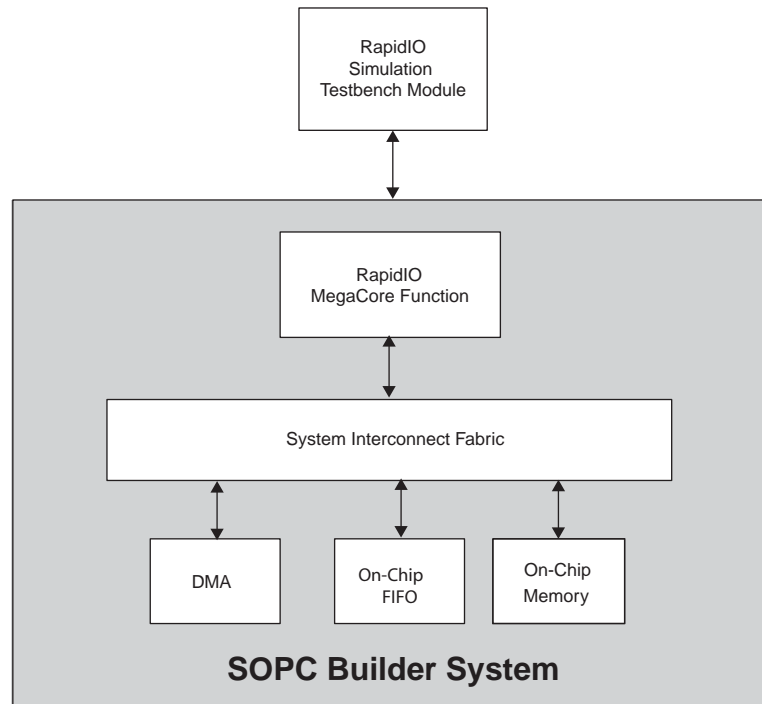 RapidIO
Simulation
Testbench Module
RapidIO
MegaCore Function
System Interconnect Fabric
DMA
On-Chip
FIFO
On-Chip
Memory
SOPC Builder System